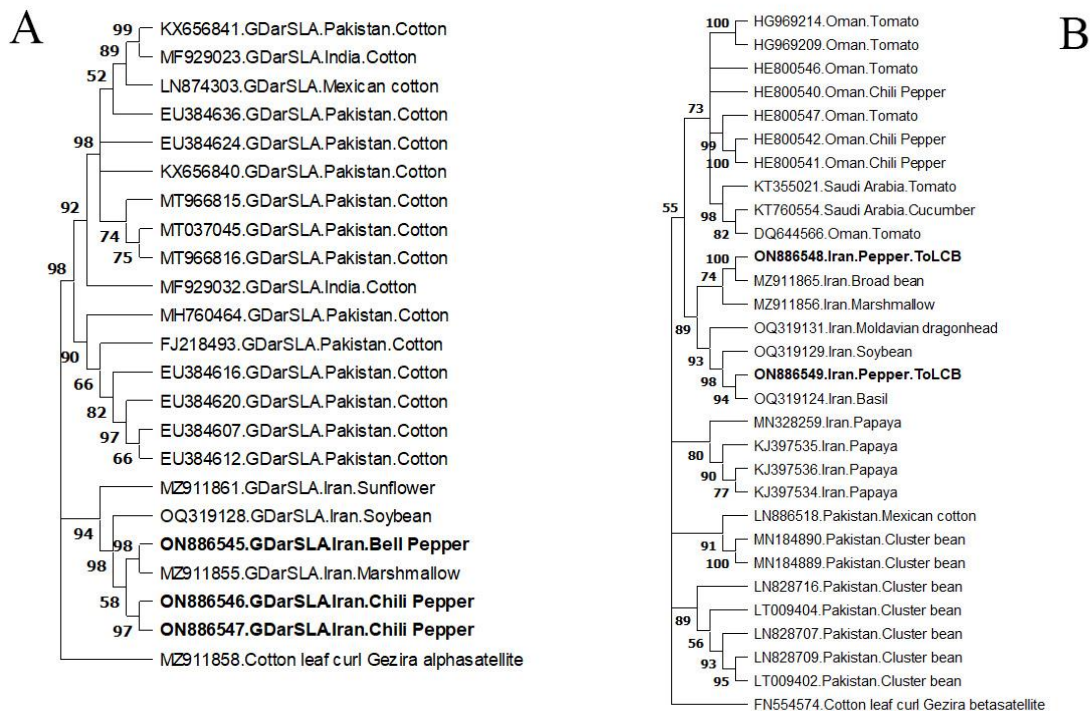 A
KX656841.GDarSLA.Pakistan.Cotton
MF929023.GDarSLA.India.Cotton
LN874303.GDarSLA.Mexican cotton
EU384636.GDarSLA.Pakistan.Cotton
EU384624.GDarSLA.Pakistan.Cotton
KX656840.GDarSLA.Pakistan.Cotton
MT966815.GDarSLA.Pakistan.Cotton
MT037045.GDarSLA.Pakistan.Cotton
MT966816.GDarSLA.Pakistan.Cotton
MF929032.GDarSLA.India.Cotton
MH760464.GDarSLA.Pakistan.Cotton
FJ218493.GDarSLA.Pakistan.Cotton
EU384616.GDarSLA.Pakistan.Cotton
EU384620.GDarSLA.Pakistan.Cotton
EU384607.GDarSLA.Pakistan.Cotton
EU384612.GDarSLA.Pakistan.Cotton
MZ911861.GDarSLA.Iran.Sunflower
OQ319128.GDarSLA.Iran.Soybean
ON886545.GDarSLA.Iran.Bell Pepper
MZ911855.GDarSLA.Iran.Marshmallow
ON886546.GDarSLA.Iran.Chili Pepper
ON886547.GDarSLA.Iran.Chili Pepper
MZ911858.Cotton leaf curl Gezira alphasatellite
99
89
52
98
92
74
75
98
90
66
82
97
66
94
98
98
58
97
B
HG969214.Oman.Tomato
HG969209.Oman.Tomato
HE800546.Oman.Tomato
HE800540.Oman.Chili Pepper
HE800547.Oman.Tomato
HE800542.Oman.Chili Pepper
HE800541.Oman.Chili Pepper
KT355021.Saudi Arabia.Tomato
KT760554.Saudi Arabia.Cucumber
DQ644566.Oman.Tomato
ON886548.Iran.Pepper.ToLCB
MZ911865.Iran.Broad bean
MZ911856.Iran.Marshmallow
OQ319131.Iran.Moldavian dragonhead
OQ319129.Iran.Soybean
ON886549.Iran.Pepper.ToLCB
OQ319124.Iran.Basil
MN328259.Iran.Papaya
KJ397535.Iran.Papaya
KJ397536.Iran.Papaya
KJ397534.Iran.Papaya
LN886518.Pakistan.Mexican cotton
MN184890.Pakistan.Cluster bean
MN184889.Pakistan.Cluster bean
LN828716.Pakistan.Cluster bean
LT009404.Pakistan.Cluster bean
LN828707.Pakistan.Cluster bean
LN828709.Pakistan.Cluster bean
LT009402.Pakistan.Cluster bean
FN554574.Cotton leaf curl Gezira betasatellite
100
73
99
100
55
98
82
100
74
89
93
98
94
80
90
77
91
100
89
56
93
95